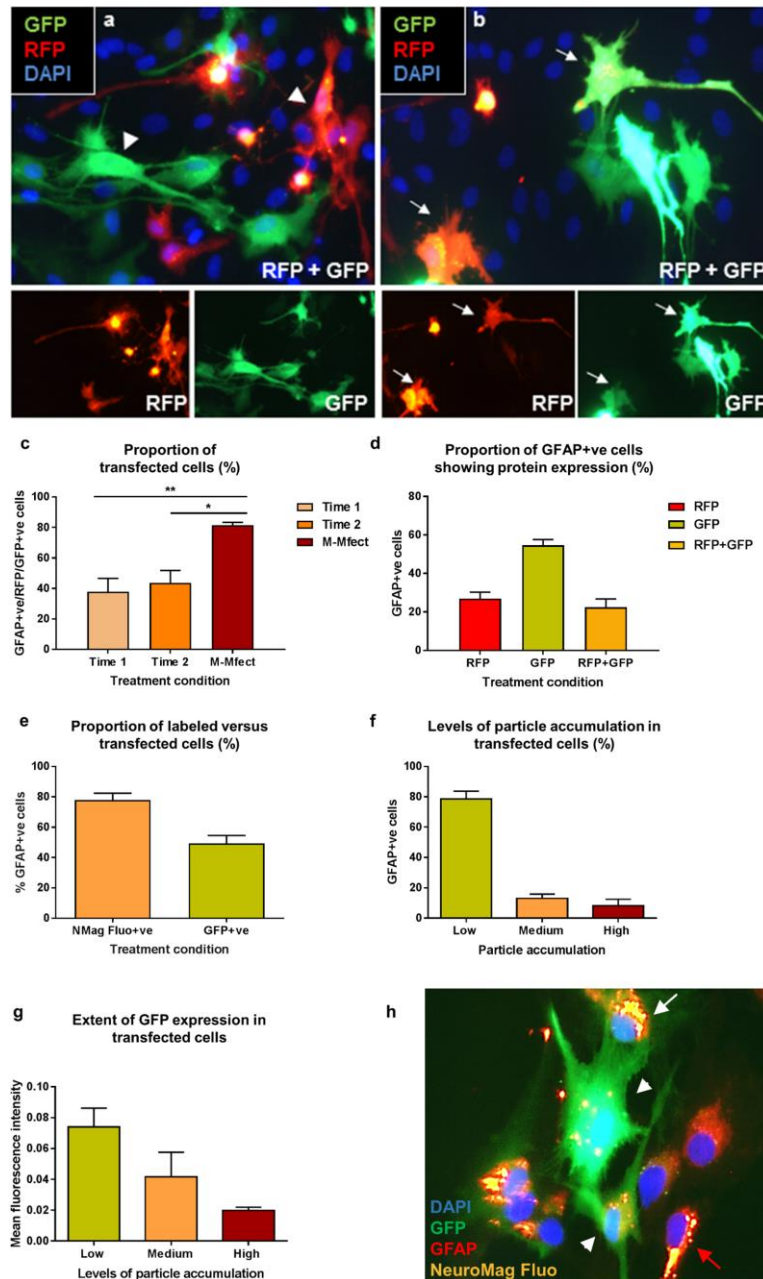 GFP
RFP
DAPI
a
RFP + GFP
GFP
RFP
DAPI
b
RFP + GFP
RFP
GFP
RFP
GFP
c
Proportion of
transfected cells (%)
GFAP+ve/RFP/GFP+ve cells
100
80
60
40
20
0
**
*
Time 1
Time 2
M-Mfect
Time 1
Time 2
M-Mfect
Treatment condition
d
Proportion of GFAP+ve cells
showing protein expression (%)
GFAP+ve cells
80
60
40
20
0
RFP
GFP
RFP+GFP
RFP
GFP
RFP+GFP
Treatment condition
e
Proportion of labeled versus
transfected cells (%)
% GFAP+ve cells
100
80
60
40
20
0
NMag Fluo+ve
GFP+ve
Treatment condition
f
Levels of particle accumulation in
transfected cells (%)
GFAP+ve cells
100
80
60
40
20
0
Low
Medium
High
Particle accumulation
g
Extent of GFP expression in
transfected cells
Mean fluorescence intensity
0.10
0.08
0.06
0.04
0.02
0.00
Low
Medium
High
Levels of particle accumulation
h
DAPI
GFP
GFAP
NeuroMag Fluo